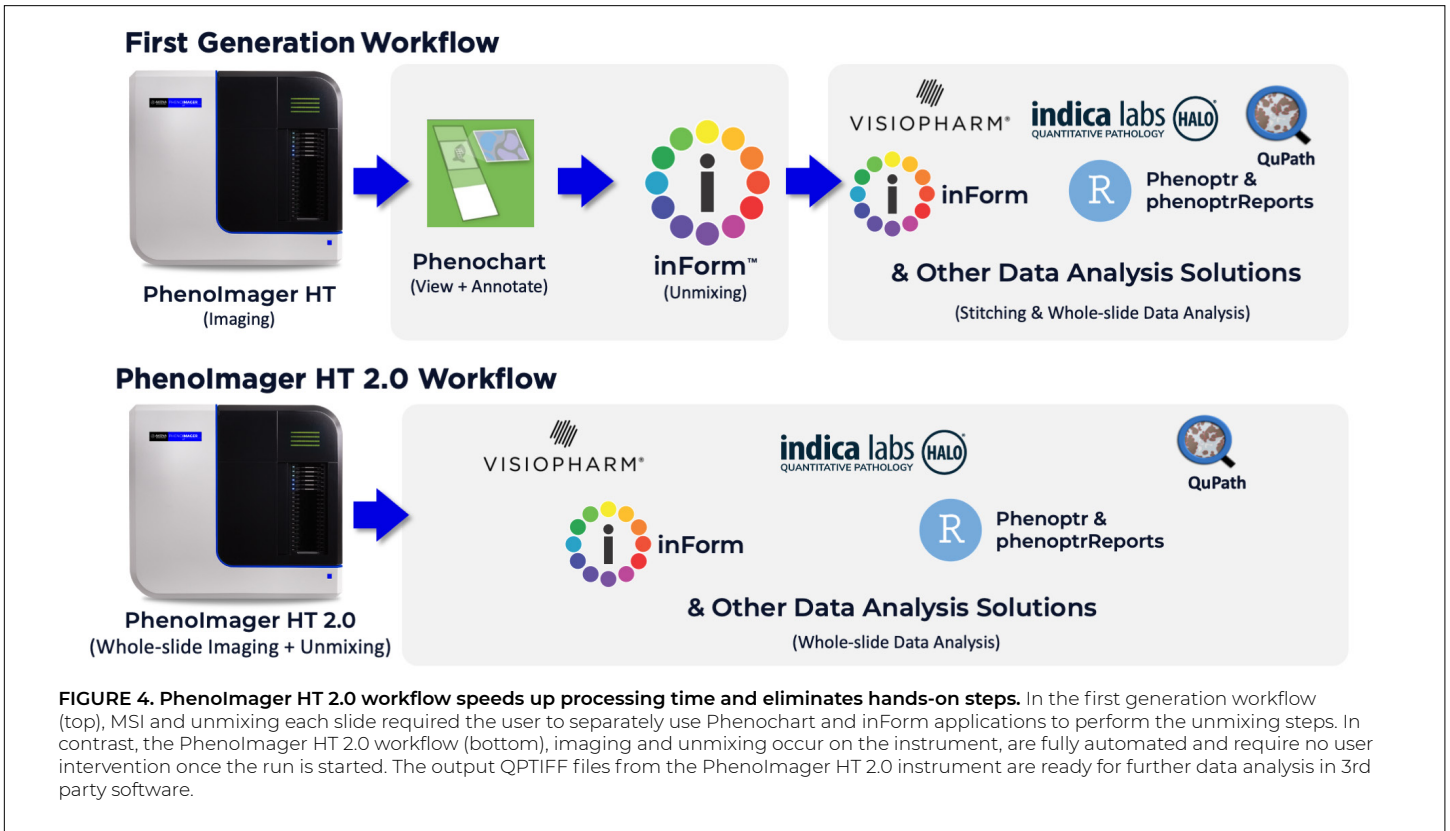 First Generation Workflow
PHENOIMAGER
PhenoImager HT
(Imaging)
Phenochart
(View + Annotate)
i
inForm™
(Unmixing)
VISIOPHARM®
indica labs HALO®
QUANTITATIVE PATHOLOGY
QuPath
i inForm
R Phenoptr &
phenoptrReports
& Other Data Analysis Solutions
(Stitching & Whole-slide Data Analysis)
PhenoImager HT 2.0 Workflow
PHENOIMAGER
PhenoImager HT 2.0
(Whole-slide Imaging + Unmixing)
VISIOPHARM®
indica labs HALO®
QUANTITATIVE PATHOLOGY
QuPath
i inForm
R Phenoptr &
phenoptrReports
& Other Data Analysis Solutions
(Whole-slide Data Analysis)
FIGURE 4. PhenoImager HT 2.0 workflow speeds up processing time and eliminates hands-on steps. In the first generation workflow
(top), MSI and unmixing each slide required the user to separately use Phenochart and inForm applications to perform the unmixing steps. In
contrast, the PhenoImager HT 2.0 workflow (bottom), imaging and unmixing occur on the instrument, are fully automated and require no user
intervention once the run is started. The output QPTIFF files from the PhenoImager HT 2.0 instrument are ready for further data analysis in 3rd
party software.